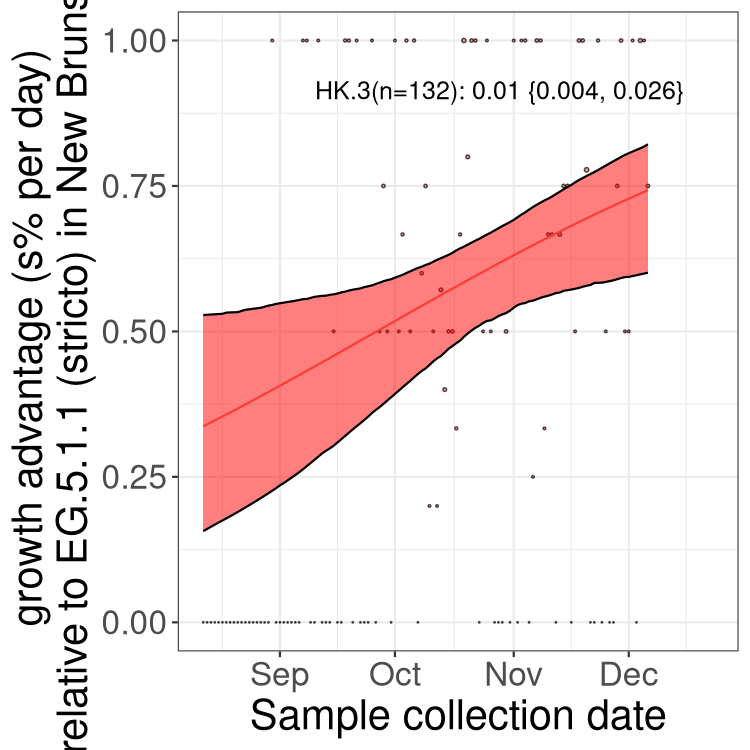 growth advantage (s% per day)
relative to EG.5.1.1 (stricto) in New Bruns
1.00
0.75
0.50
0.25
0.00
HK.3(n=132): 0.01 {0.004, 0.026}
Sep Oct Nov Dec
Sample collection date